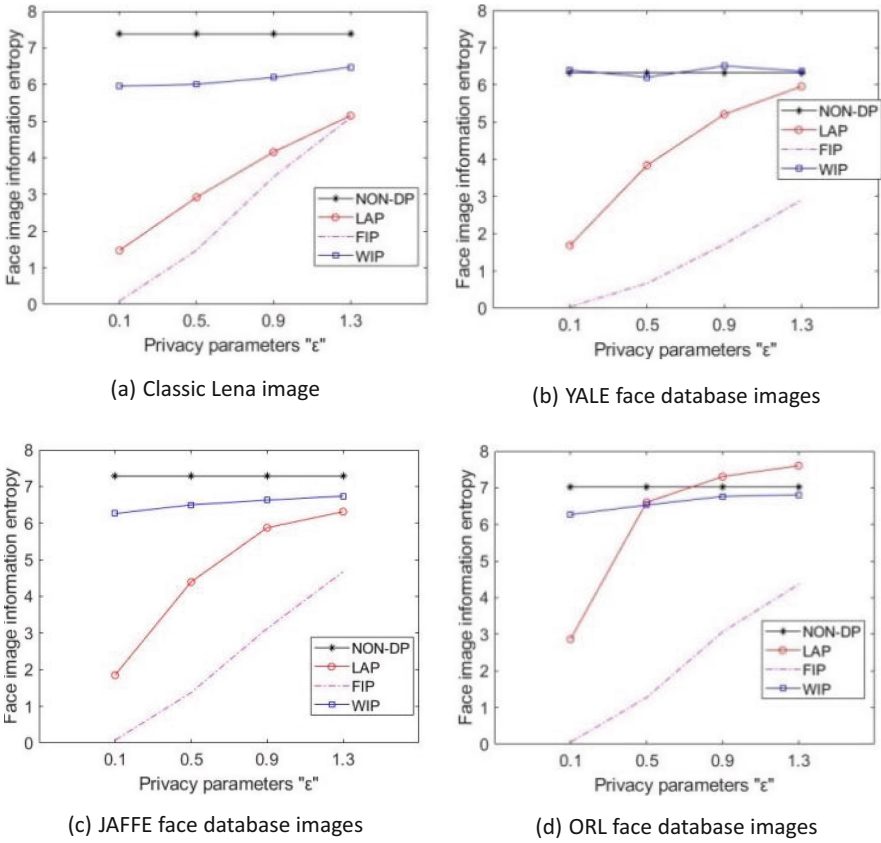 Face image information entropy
8
7
6
5
4
3
2
1
0
NON-DP
LAP
FIP
WIP
0.1
0.5.
0.9
1.3
Privacy parameters "ε"
(a) Classic Lena image
Face image information entropy
8
7
6
5
4
3
2
1
0
NON-DP
LAP
FIP
WIP
0.1
0.5
0.9
1.3
Privacy parameters "ε"
(b) YALE face database images
Face image information entropy
8
7
6
5
4
3
2
1
0
NON-DP
LAP
FIP
WIP
0.1
0.5
0.9
1.3
Privacy parameters "ε"
(c) JAFFE face database images
Face image information entropy
8
7
6
5
4
3
2
1
0
NON-DP
LAP
FIP
WIP
0.1
0.5
0.9
1.3
Privacy parameters "ε"
(d) ORL face database images